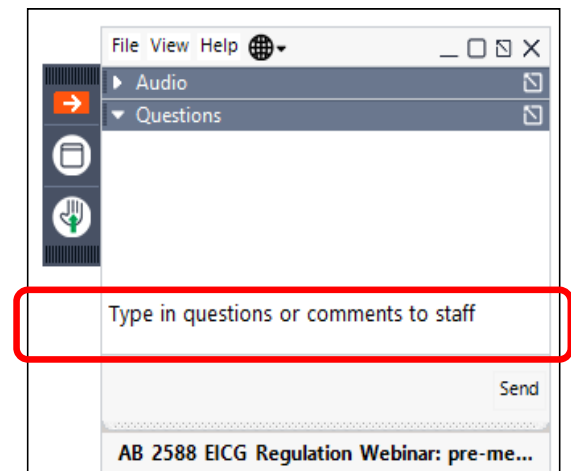 File View Help
Audio
Questions
Type in questions or comments to staff
Send
AB 2588 EICG Regulation Webinar: pre-me...